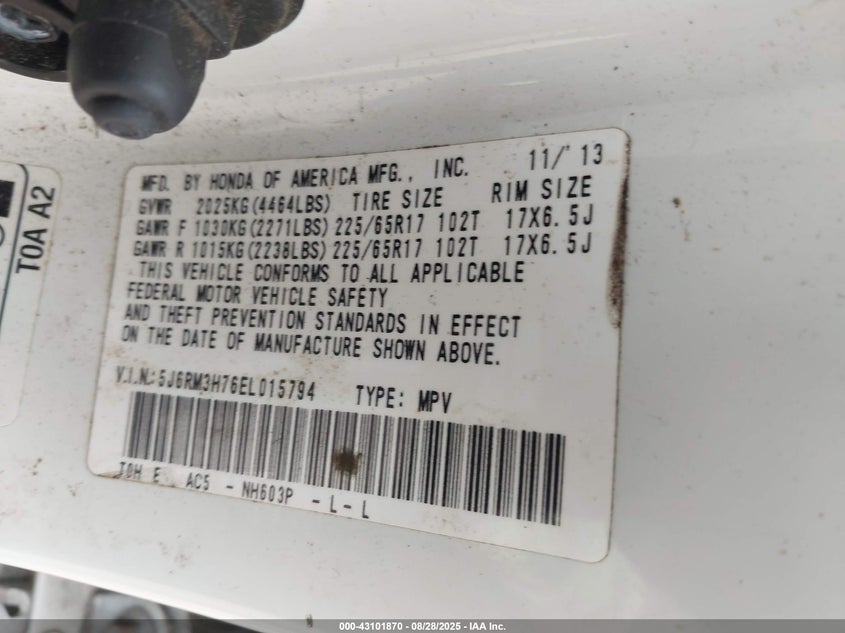 MFD. BY HONDA OF AMERICA MFG., INC. 11/'13
GVWR 2025KG(4464LBS) TIRE SIZE RIM SIZE
GAWR F 1030KG(2271LBS) 225/65R17 102T 17X6.5J
GAWR R 1015KG(2238LBS) 225/65R17 102T 17X6.5J
THIS VEHICLE CONFORMS TO ALL APPLICABLE
FEDERAL MOTOR VEHICLE SAFETY
AND THEFT PREVENTION STANDARDS IN EFFECT
ON THE DATE OF MANUFACTURE SHOWN ABOVE.
V.I.N.: 5J6RM3H76EL015794 TYPE: MPV
T0H E AC5 - NH603P - L - L
T0A A2
000-43101870 - 08/28/2025 - IAA Inc.